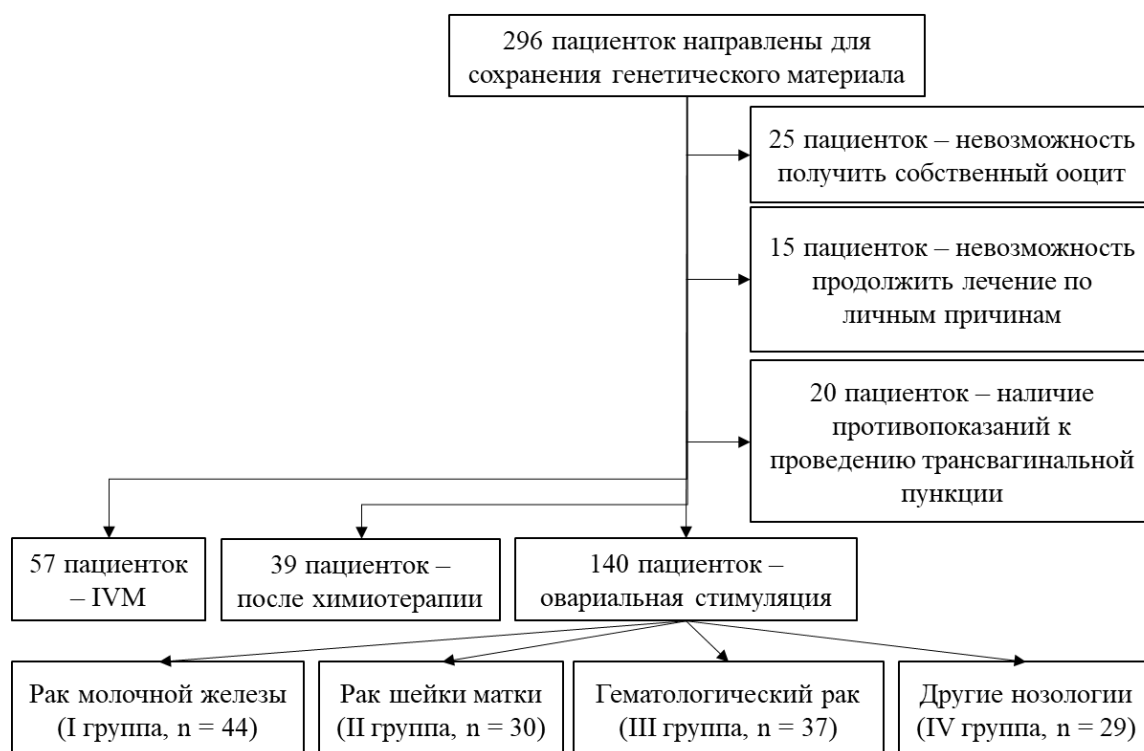 296 пациенток направлены для
сохранения генетического материала
25 пациенток – невозможность
получить собственный ооцит
15 пациенток – невозможность
продолжить лечение по
личным причинам
20 пациенток – наличие
противопоказаний к
проведению трансвагинальной
пункции
57 пациенток
– IVM
39 пациенток –
после химиотерапии
140 пациенток –
овариальная стимуляция
Рак молочной железы
(I группа, n = 44)
Рак шейки матки
(II группа, n = 30)
Гематологический рак
(III группа, n = 37)
Другие нозологии
(IV группа, n = 29)